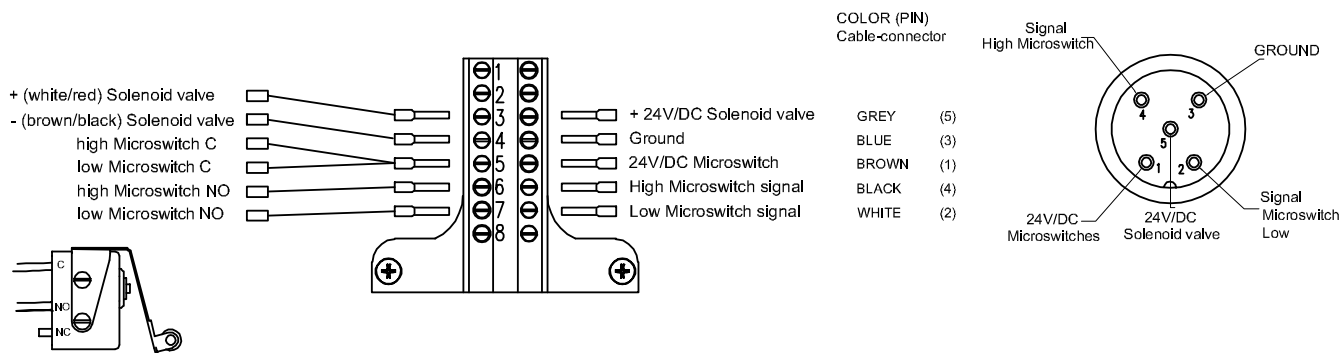 COLOR (PIN)
Cable-connector
+ (white/red) Solenoid valve
- (brown/black) Solenoid valve
high Microswitch C
low Microswitch C
high Microswitch NO
low Microswitch NO
1
2
3
4
5
6
7
8
+ 24V/DC Solenoid valve GREY (5)
Ground BLUE (3)
24V/DC Microswitch BROWN (1)
High Microswitch signal BLACK (4)
Low Microswitch signal WHITE (2)
C
NO
NC
Signal
High Microswitch
GROUND
4
3
5
1
2
24V/DC
Microswitches
24V/DC
Solenoid valve
Signal
Microswitch
Low